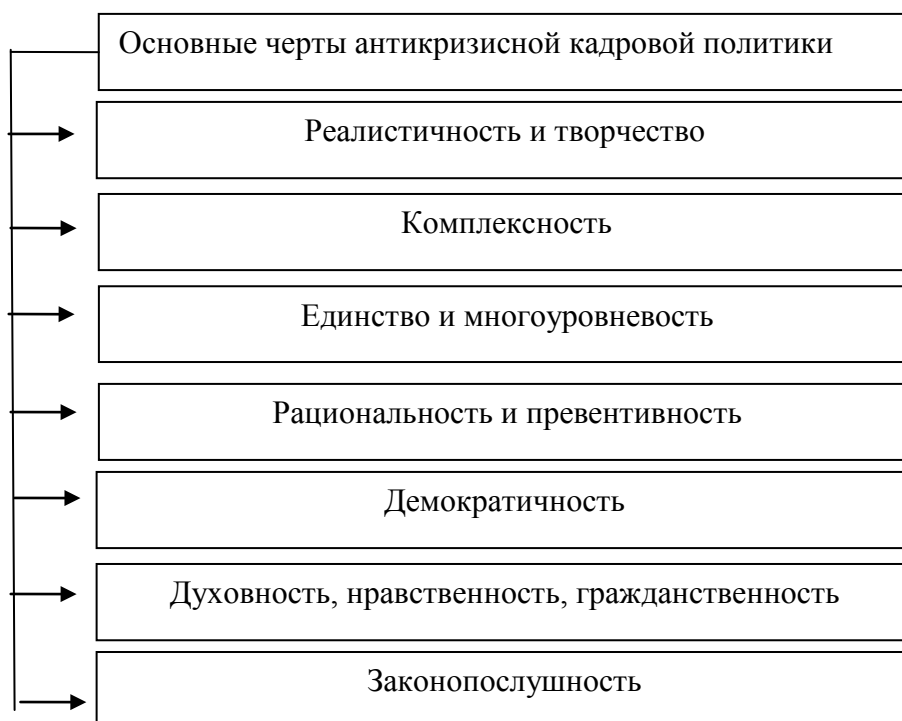 Основные черты антикризисной кадровой политики
Реалистичность и творчество
Комплексность
Единство и многоуровневость
Рациональность и превентивность
Демократичность
Духовность, нравственность, гражданственность
Законопослушность